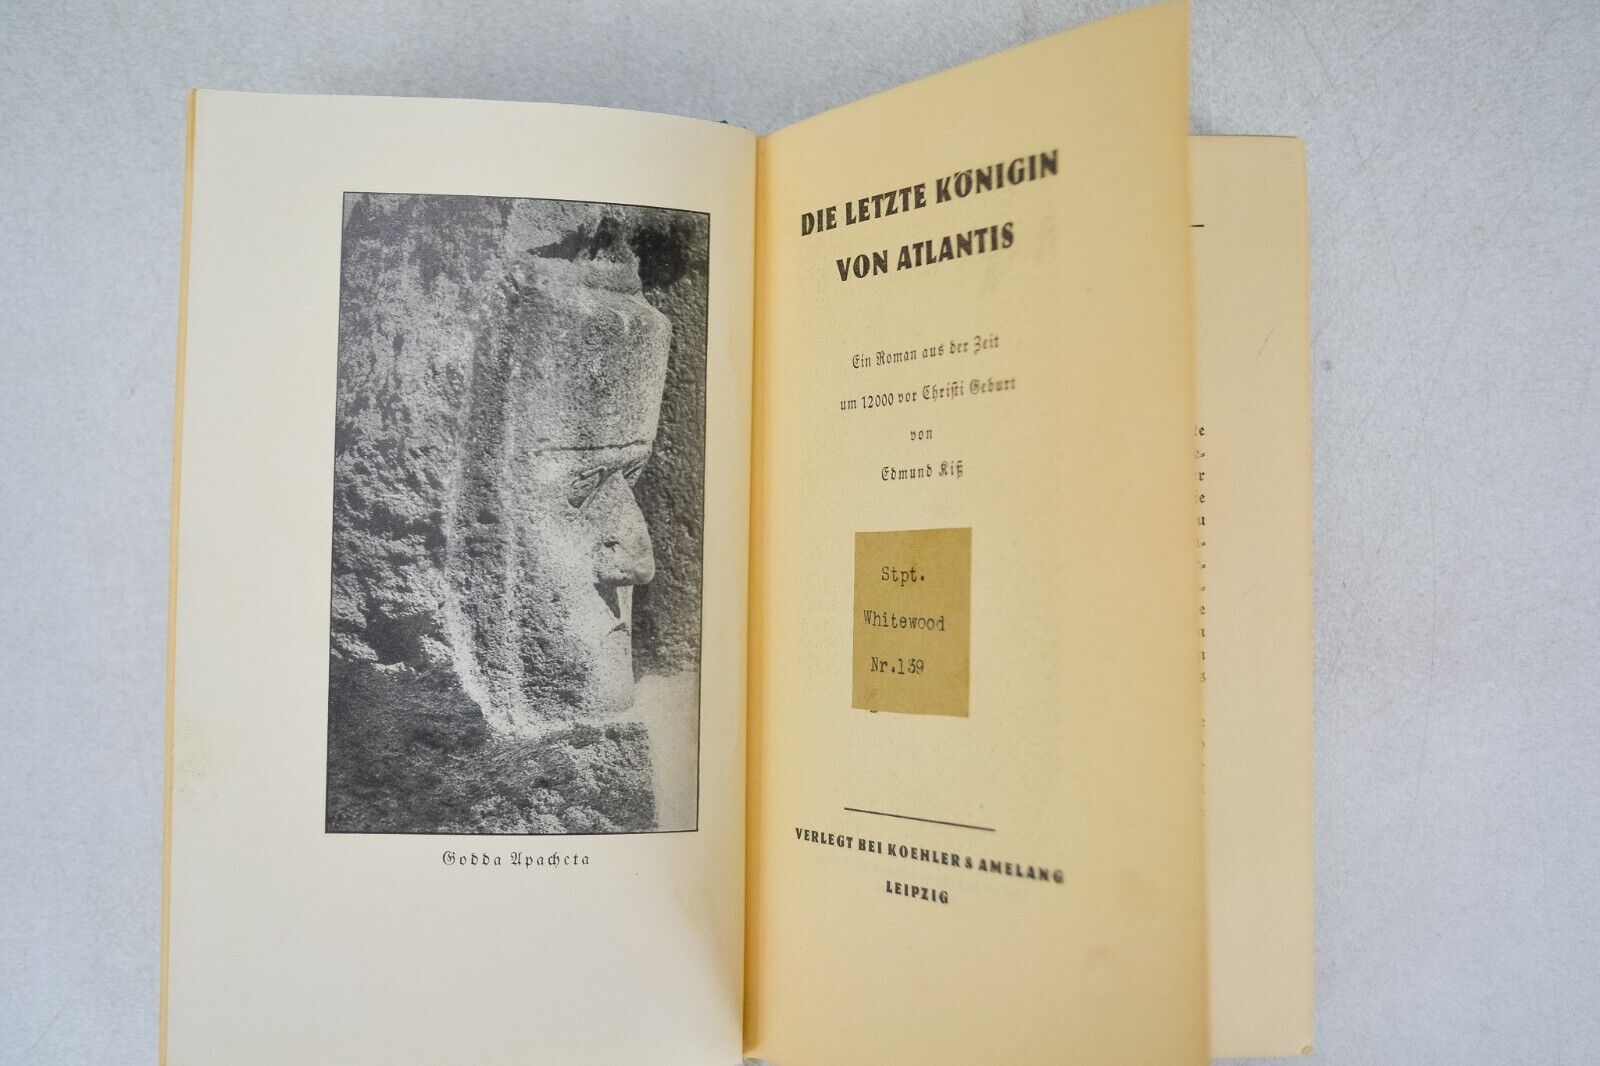 Godda Apacheta
DIE LETZTE KÖNIGIN
VON ATLANTIS
Ein Roman aus der Zeit
um 12000 vor Christi Geburt
von
Edmund Kiß
Stpt.
Whitewood
Nr.139
VERLEGT BEI KOEHLER & AMELANG
LEIPZIG